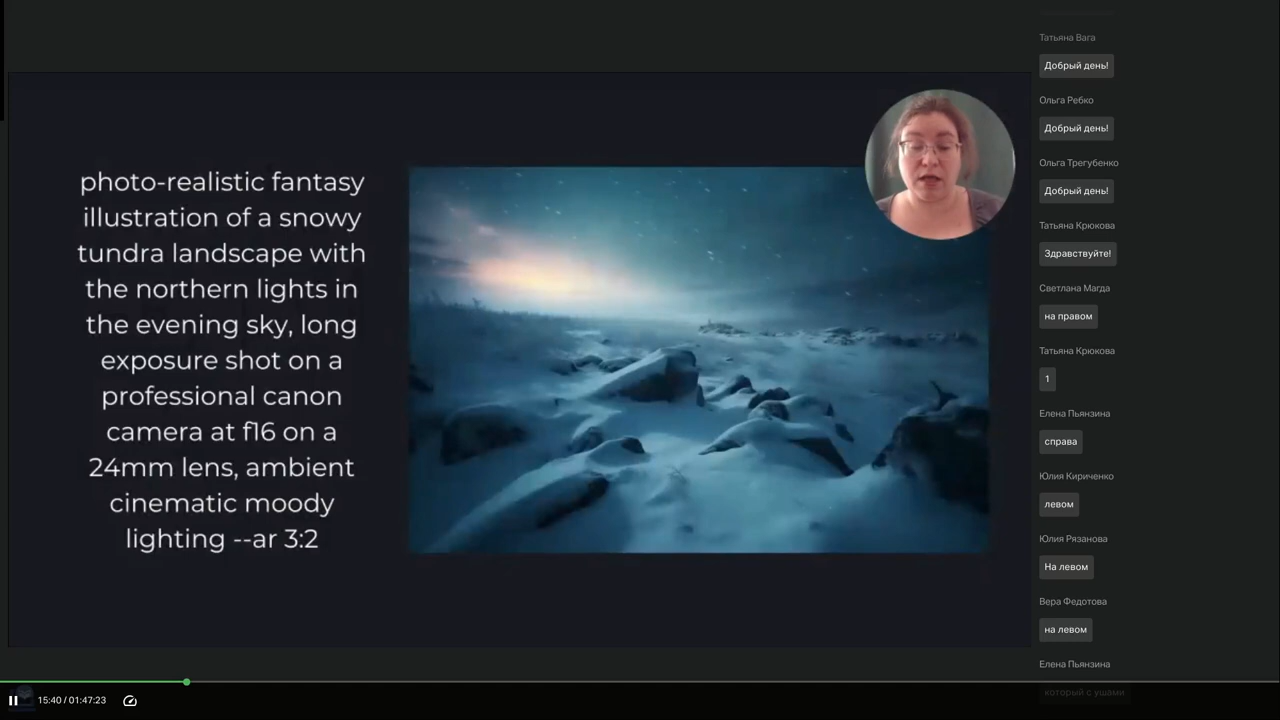 photo-realistic fantasy
illustration of a snowy
tundra landscape with
the northern lights in
the evening sky, long
exposure shot on a
professional canon
camera at f16 on a
24mm lens, ambient
cinematic moody
lighting --ar 3:2
Татьяна Вага
Добрый день!
Ольга Ребко
Добрый день!
Ольга Трегубенко
Добрый день!
Татьяна Крюкова
Здравствуйте!
Светлана Магда
на правом
Татьяна Крюкова
1
Елена Пьянзина
справа
Юлия Кириченко
левом
Юлия Рязанова
На левом
Вера Федотова
на левом
Елена Пьянзина
который с ушами
15:40 / 01:47:23